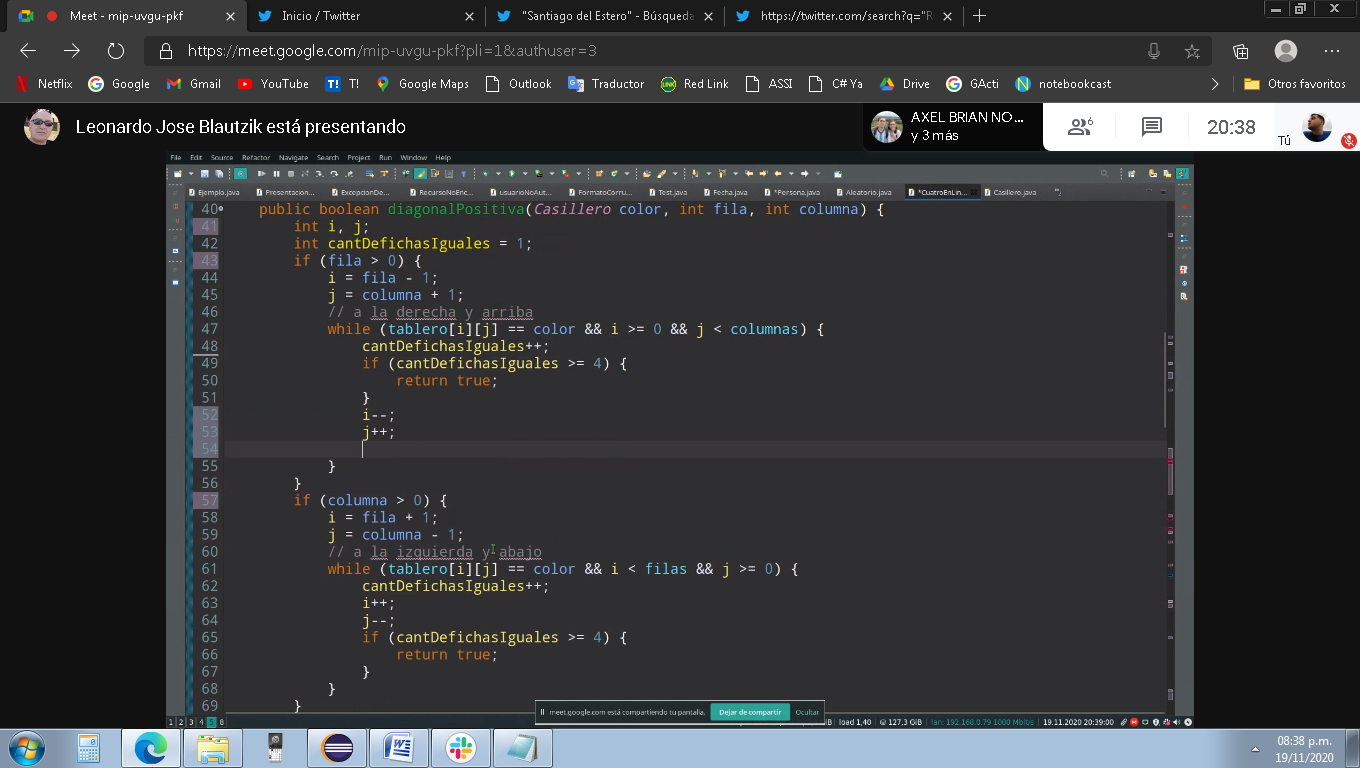 Meet - mip-uvgu-pkf
Inicio / Twitter
"Santiago del Estero" - Búsqueda
https://twitter.com/search?q="R
https://meet.google.com/mip-uvgu-pkf?pli=1&authuser=3
Netflix Google Gmail YouTube T! Google Maps Outlook Traductor Red Link ASSI C# Ya Drive GActi notebookcast Otros favoritos
Leonardo Jose Blautzik está presentando
AXEL BRIAN NO...
y 3 más
6
20:38
Tú
File Edit Source Refactor Navigate Search Project Run Window Help
Ejemplo.java Presentacion... ExcepcionDe... RecursoNoEnc... usuarioNoAut... FormatoCorru... Test.java Fecha.java *Persona.java Aleatorio.java *CuatroEnLin... Casillero.java
40 public boolean diagonalPositiva(Casillero color, int fila, int columna) {
41 int i, j;
42 int cantDefichasIguales = 1;
43 if (fila > 0) {
44 i = fila - 1;
45 j = columna + 1;
46 // a la derecha y arriba
47 while (tablero[i][j] == color && i >= 0 && j < columnas) {
48 cantDefichasIguales++;
49 if (cantDefichasIguales >= 4) {
50 return true;
51 }
52 i--;
53 j++;
54
55 }
56 }
57 if (columna > 0) {
58 i = fila + 1;
59 j = columna - 1;
60 // a la izquierda y abajo
61 while (tablero[i][j] == color && i < filas && j >= 0) {
62 cantDefichasIguales++;
63 i++;
64 j--;
65 if (cantDefichasIguales >= 4) {
66 return true;
67 }
68 }
69 }
meet.google.com está compartiendo tu pantalla. Dejar de compartir Ocultar
1 2 3 4 5 8
load 1,40 127,3 GiB lan: 192.168.0.79 1000 Mbit/s 19.11.2020 20:39:00
08:38 p.m.
19/11/2020